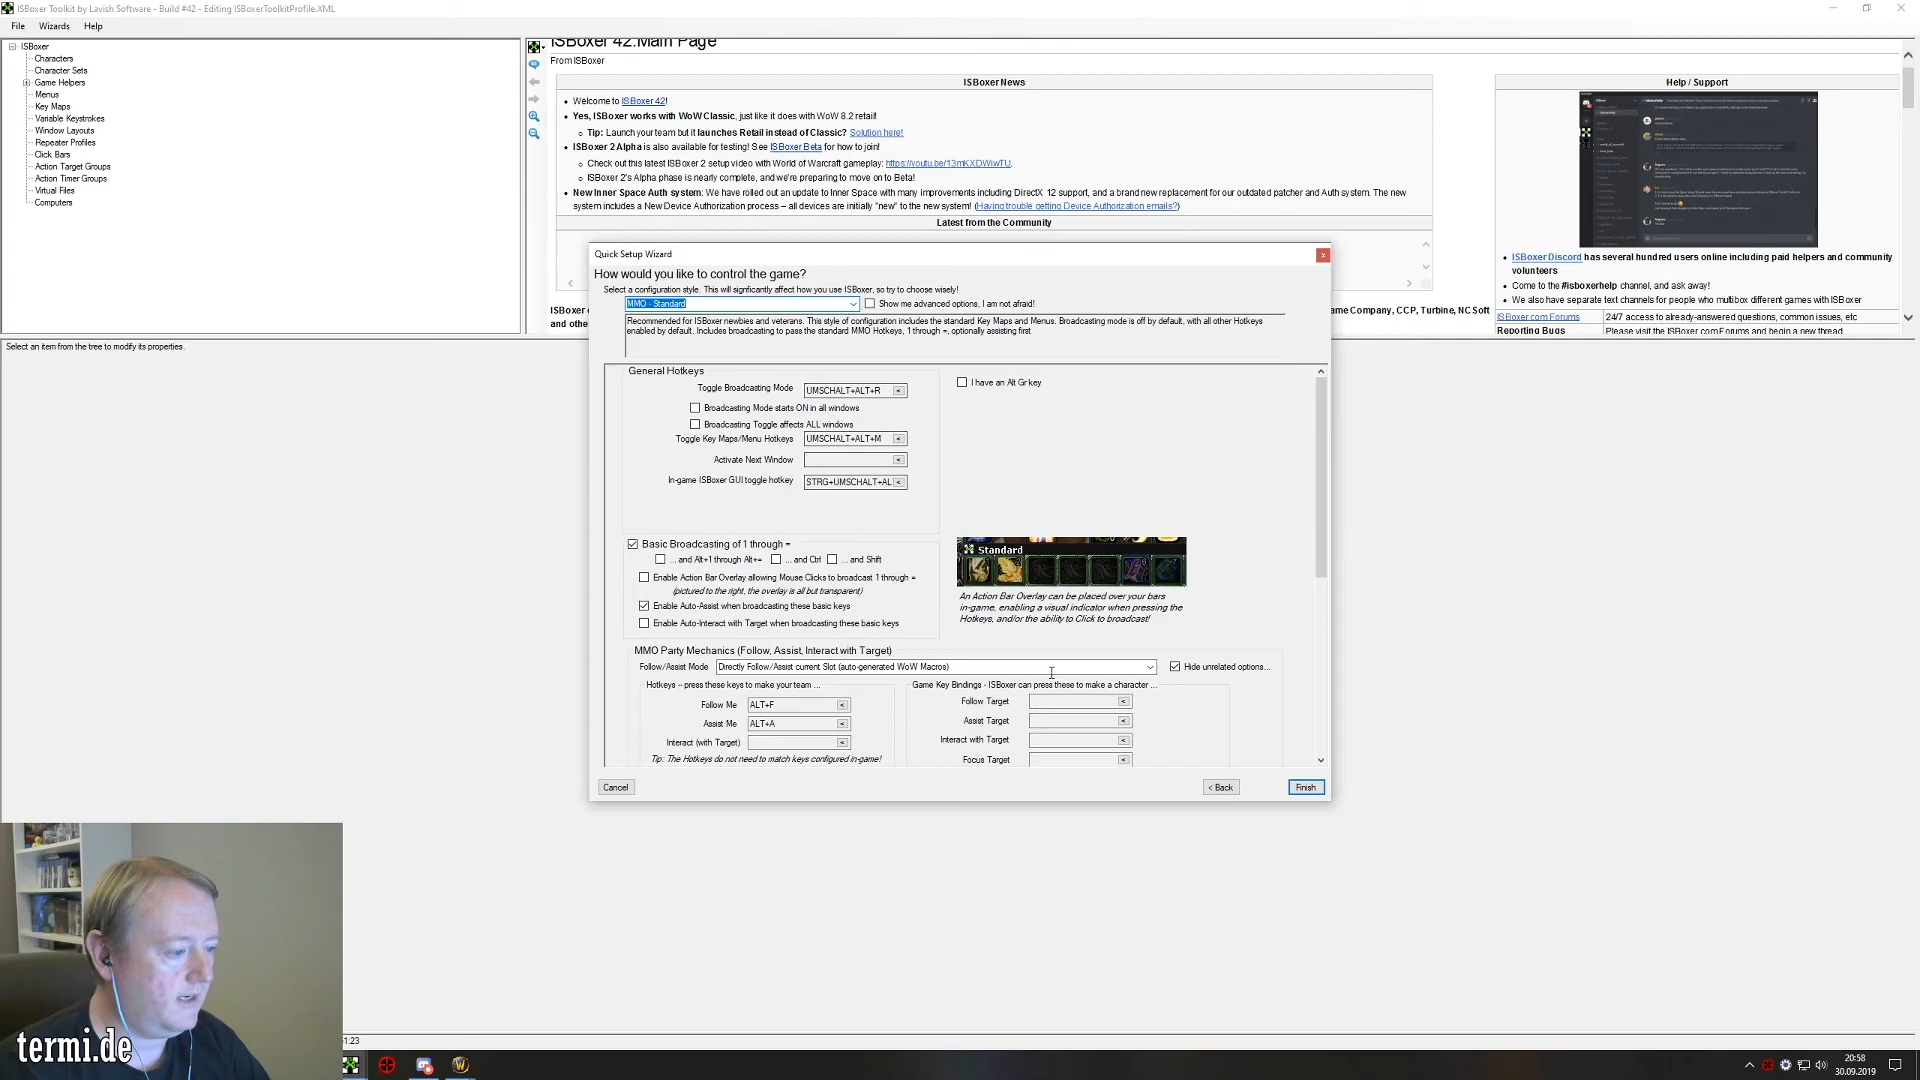 ISBoxer Toolkit by Lavish Software - Build #42 - Editing ISBoxerToolkitProfile.XML
File Wizards Help
ISBoxer
Characters
Character Sets
Game Helpers
Menus
Key Maps
Variable Keystrokes
Window Layouts
Repeater Profiles
Click Bars
Action Target Groups
Action Timer Groups
Virtual Files
Computers
ISBoxer 42:Main Page
From ISBoxer
ISBoxer News
Welcome to ISBoxer 42!
Yes, ISBoxer works with WoW Classic, just like it does with WoW 8.2 retail!
Tip: Launch your team but it launches Retail instead of Classic? Solution here!
ISBoxer 2 Alpha is also available for testing! See ISBoxer Beta for how to join!
Check out this latest ISBoxer 2 setup video with World of Warcraft gameplay: https://youtu.be/13mKXDWiwTU.
ISBoxer 2's Alpha phase is nearly complete, and we're preparing to move on to Beta!
New Inner Space Auth system: We have rolled out an update to Inner Space with many improvements including DirectX 12 support, and a brand new replacement for our outdated patcher and Auth system. The new
system includes a New Device Authorization process – all devices are initially "new" to the new system! (Having trouble getting Device Authorization emails?)
Latest from the Community
Help / Support
ISBoxer Discord has several hundred users online including paid helpers and community
volunteers
Come to the #isboxerhelp channel, and ask away!
We also have separate text channels for people who multibox different games with ISBoxer
ISBoxer.com Forums 24/7 access to already-answered questions, common issues, etc
Reporting Bugs Please visit the ISBoxer.com Forums and begin a new thread
ISBoxer
and othe
ame Company, CCP, Turbine, NCSoft
Select an item from the tree to modify its properties.
Quick Setup Wizard
How would you like to control the game?
Select a configuration style. This will signficantly affect how you use ISBoxer, so try to choose wisely!
MMO - Standard
Show me advanced options, I am not afraid!
Recommended for ISBoxer newbies and veterans. This style of configuration includes the standard Key Maps and Menus. Broadcasting mode is off by default, with all other Hotkeys
enabled by default. Includes broadcasting to pass the standard MMO Hotkeys, 1 through =, optionally assisting first
General Hotkeys
Toggle Broadcasting Mode UMSCHALT+ALT+R <
I have an Alt Gr key
Broadcasting Mode starts ON in all windows
Broadcasting Toggle affects ALL windows
Toggle Key Maps/Menu Hotkeys UMSCHALT+ALT+M <
Activate Next Window <
In-game ISBoxer GUI toggle hotkey STRG+UMSCHALT+AL <
Basic Broadcasting of 1 through =
... and Alt+1 through Alt+= ... and Ctrl ... and Shift
Enable Action Bar Overlay allowing Mouse Clicks to broadcast 1 through =
(pictured to the right, the overlay is all but transparent)
Enable Auto-Assist when broadcasting these basic keys
Enable Auto-Interact with Target when broadcasting these basic keys
Standard
An Action Bar Overlay can be placed over your bars
in-game, enabling a visual indicator when pressing the
Hotkeys, and/or the ability to Click to broadcast!
MMO Party Mechanics (Follow, Assist, Interact with Target)
Follow/Assist Mode Directly Follow/Assist current Slot (auto-generated WoW Macros)
Hide unrelated options...
Hotkeys -- press these keys to make your team ...
Follow Me ALT+F <
Assist Me ALT+A <
Interact (with Target) <
Tip: The Hotkeys do not need to match keys configured in-game!
Game Key Bindings - ISBoxer can press these to make a character ...
Follow Target <
Assist Target <
Interact with Target <
Focus Target <
Cancel
< Back
Finish
termi.de
1:23
20:58
30.09.2019